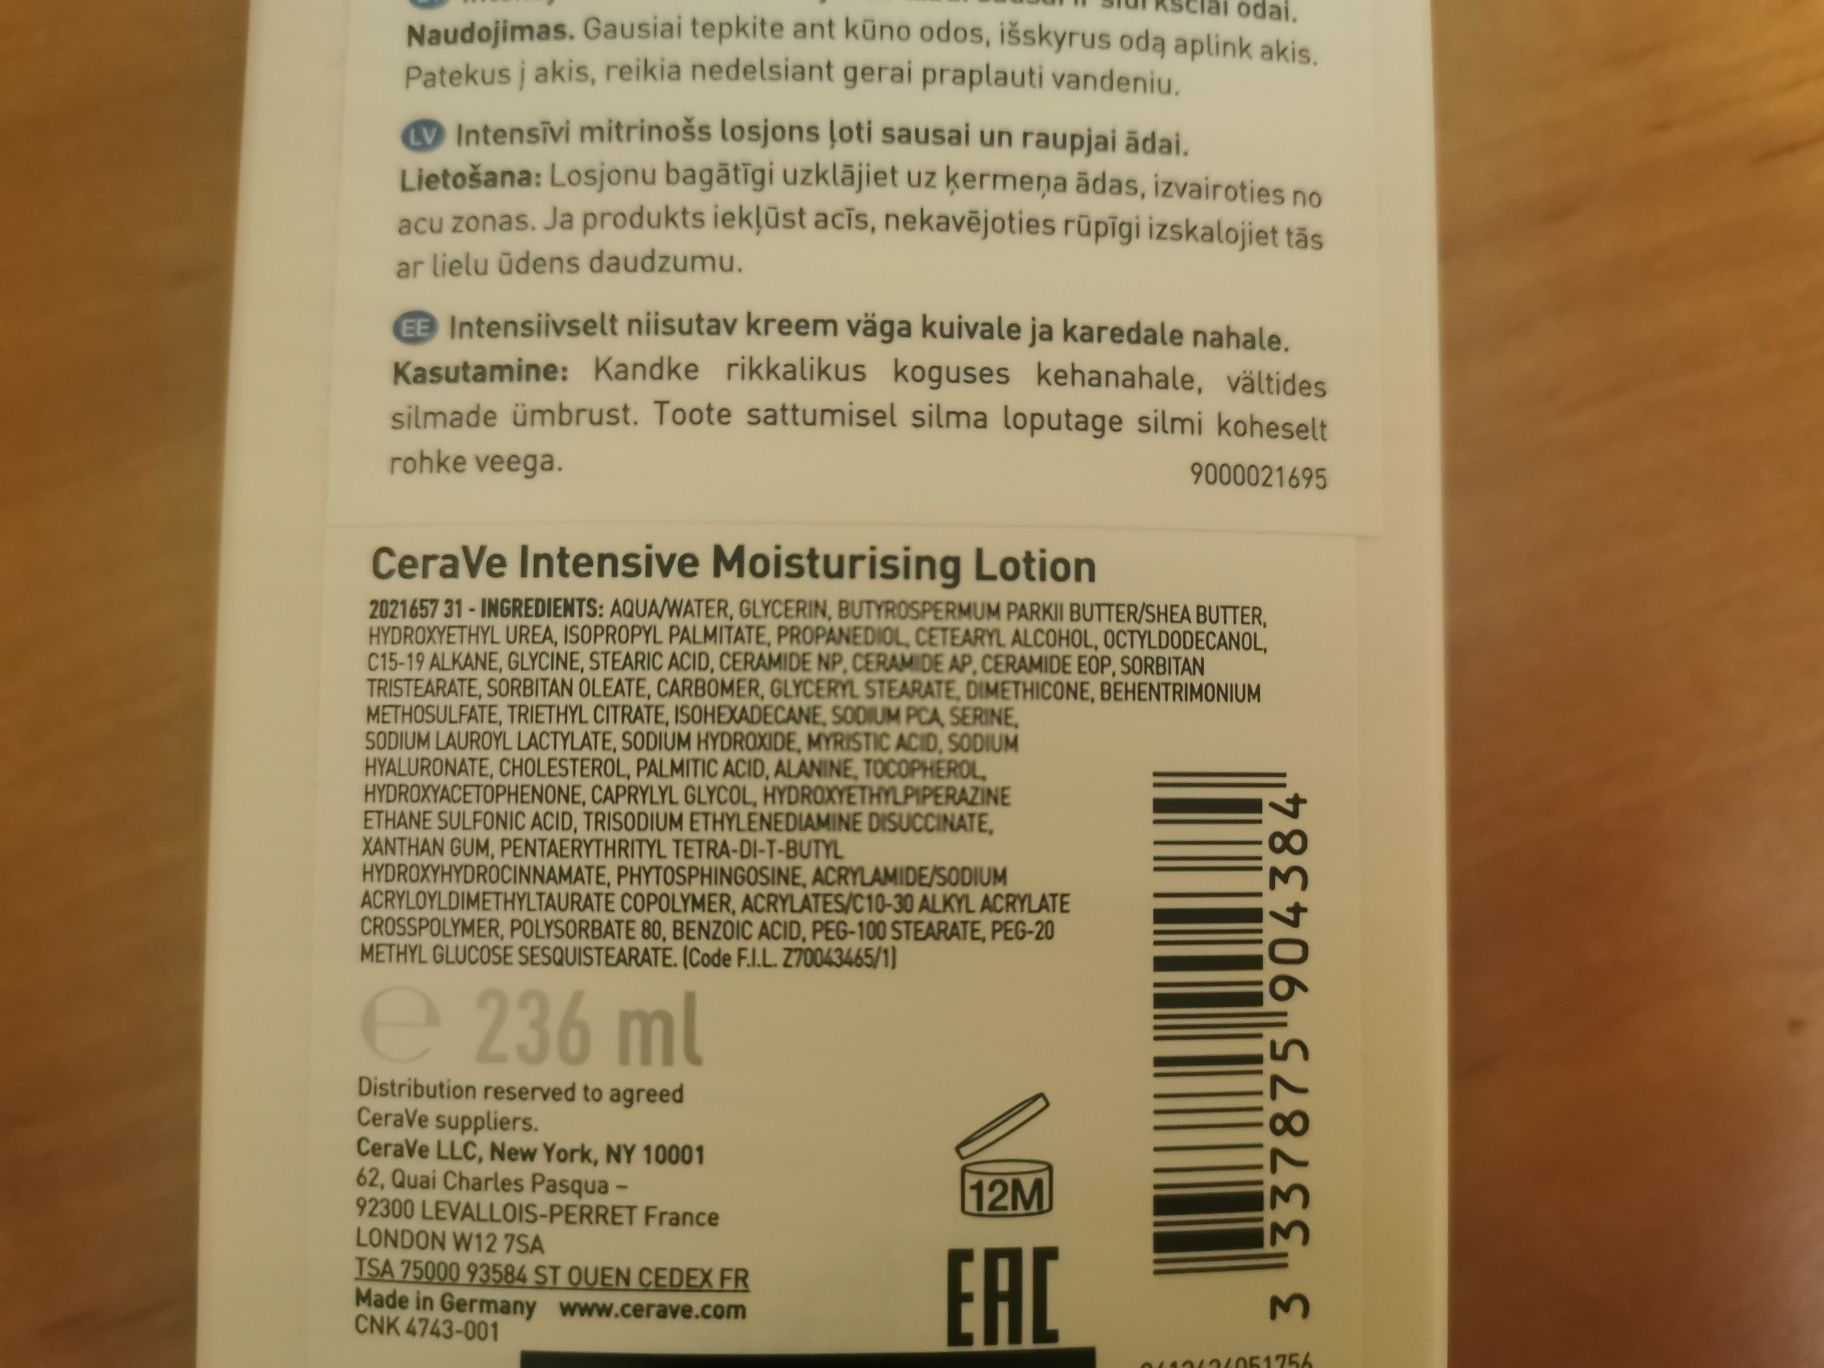 odai.
Naudojimas. Gausiai tepkite ant kūno odos, išskyrus odą aplink akis.
Patekus į akis, reikia nedelsiant gerai praplauti vandeniu.
LV Intensīvi mitrinošs losjons ļoti sausai un raupjai ādai.
Lietošana: Losjonu bagātīgi uzklājiet uz ķermeņa ādas, izvairoties no
acu zonas. Ja produkts iekļūst acīs, nekavējoties rūpīgi izskalojiet tās
ar lielu ūdens daudzumu.
EE Intensiivselt niisutav kreem väga kuivale ja karedale nahale.
Kasutamine: Kandke rikkalikus koguses kehanahale, vältides
silmade ümbrust. Toote sattumisel silma loputage silmi koheselt
rohke veega.
9000021695
CeraVe Intensive Moisturising Lotion
2021657 31 - INGREDIENTS: AQUA/WATER, GLYCERIN, BUTYROSPERMUM PARKII BUTTER/SHEA BUTTER,
HYDROXYETHYL UREA, ISOPROPYL PALMITATE, PROPANEDIOL, CETEARYL ALCOHOL, OCTYLDODECANOL,
C15-19 ALKANE, GLYCINE, STEARIC ACID, CERAMIDE NP, CERAMIDE AP, CERAMIDE EOP, SORBITAN
TRISTEARATE, SORBITAN OLEATE, CARBOMER, GLYCERYL STEARATE, DIMETHICONE, BEHENTRIMONIUM
METHOSULFATE, TRIETHYL CITRATE, ISOHEXADECANE, SODIUM PCA, SERINE,
SODIUM LAUROYL LACTYLATE, SODIUM HYDROXIDE, MYRISTIC ACID, SODIUM
HYALURONATE, CHOLESTEROL, PALMITIC ACID, ALANINE, TOCOPHEROL,
HYDROXYACETOPHENONE, CAPRYLYL GLYCOL, HYDROXYETHYLPIPERAZINE
ETHANE SULFONIC ACID, TRISODIUM ETHYLENEDIAMINE DISUCCINATE,
XANTHAN GUM, PENTAERYTHRITYL TETRA-DI-T-BUTYL
HYDROXYHYDROCINNAMATE, PHYTOSPHINGOSINE, ACRYLAMIDE/SODIUM
ACRYLOYLDIMETHYLTAURATE COPOLYMER, ACRYLATES/C10-30 ALKYL ACRYLATE
CROSSPOLYMER, POLYSORBATE 80, BENZOIC ACID, PEG-100 STEARATE, PEG-20
METHYL GLUCOSE SESQUISTEARATE. (Code F.I.L. Z70043465/1)
℮ 236 ml
Distribution reserved to agreed
CeraVe suppliers.
CeraVe LLC, New York, NY 10001
62, Quai Charles Pasqua –
92300 LEVALLOIS-PERRET France
LONDON W12 7SA
TSA 75000 93584 ST OUEN CEDEX FR
Made in Germany www.cerave.com
CNK 4743-001
12M
EAC
3 337875 904384